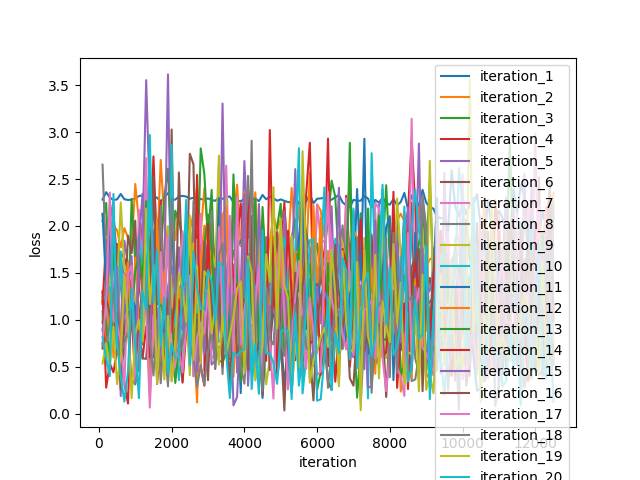 3.5
3.0
2.5
2.0
1.5
1.0
0.5
0.0
loss
0
2000
4000
6000
8000
10000
12000
iteration
iteration_1
iteration_2
iteration_3
iteration_4
iteration_5
iteration_6
iteration_7
iteration_8
iteration_9
iteration_10
iteration_11
iteration_12
iteration_13
iteration_14
iteration_15
iteration_16
iteration_17
iteration_18
iteration_19
iteration_20